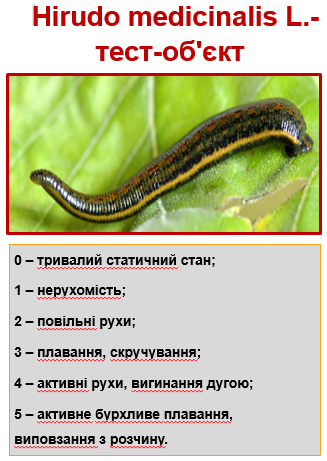 Hirudo medicinalis L.-
тест-об'єкт
0 – тривалий статичний стан;
1 – нерухомість;
2 – повільні рухи;
3 – плавання, скручування;
4 – активні рухи, вигинання дугою;
5 – активне бурхливе плавання,
виповзання з розчину.